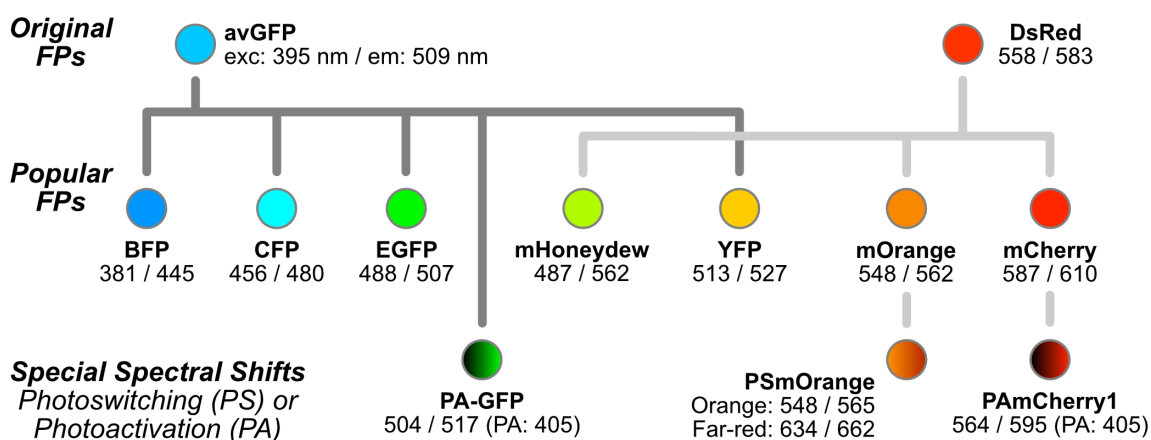 Original
FPs
avGFP
exc: 395 nm / em: 509 nm
DsRed
558 / 583
Popular
FPs
BFP
381 / 445
CFP
456 / 480
EGFP
488 / 507
mHoneydew
487 / 562
YFP
513 / 527
mOrange
548 / 562
mCherry
587 / 610
Special Spectral Shifts
Photoswitching (PS) or
Photoactivation (PA)
PA-GFP
504 / 517 (PA: 405)
PSmOrange
Orange: 548 / 565
Far-red: 634 / 662
PAmCherry1
564 / 595 (PA: 405)